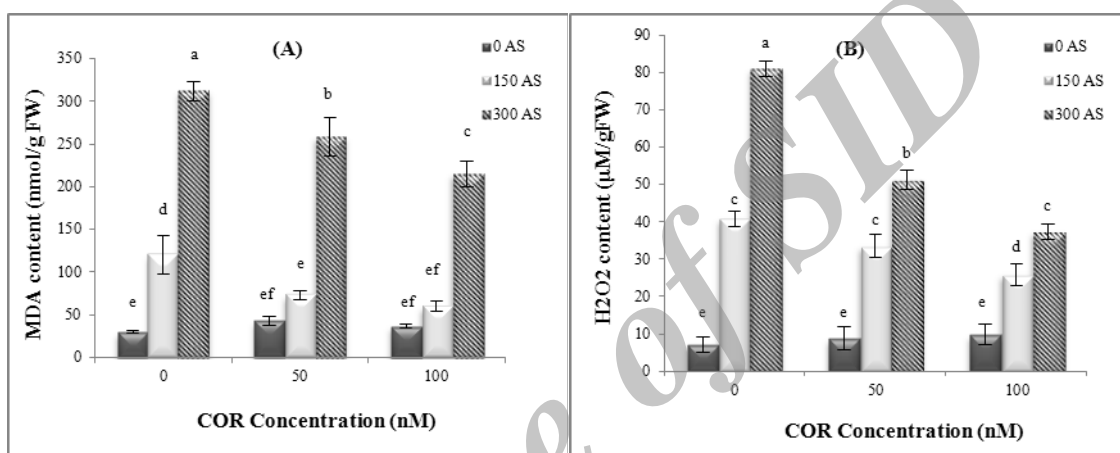 (A)
MDA content (nmol/g FW)
350
300
250
200
150
100
50
0
a
b
c
d
e
e
ef
ef
ef
0 AS
150 AS
300 AS
0
50
100
COR Concentration (nM)
(B)
H2O2 content (µM/gFW)
90
80
70
60
50
40
30
20
10
0
a
b
c
c
c
d
e
e
e
0 AS
150 AS
300 AS
0
50
100
COR Concentration (nM)
e of SID